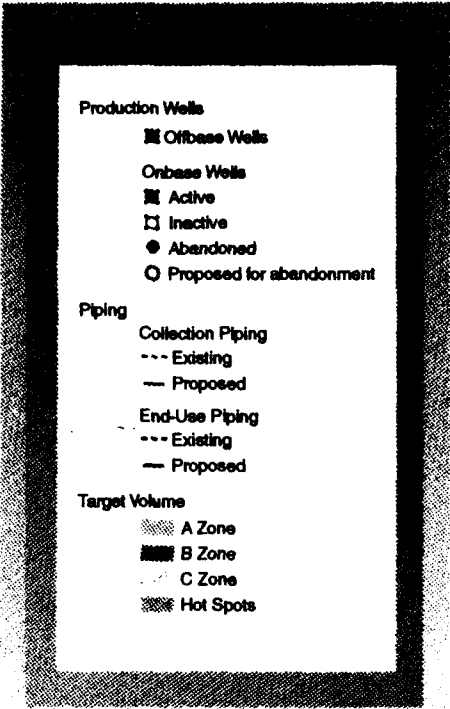 Production Wells
Offbase Wells
Onbase Wells
Active
Inactive
Abandoned
Proposed for abandonment
Piping
Collection Piping
Existing
Proposed
End-Use Piping
Existing
Proposed
Target Volume
A Zone
B Zone
C Zone
Hot Spots